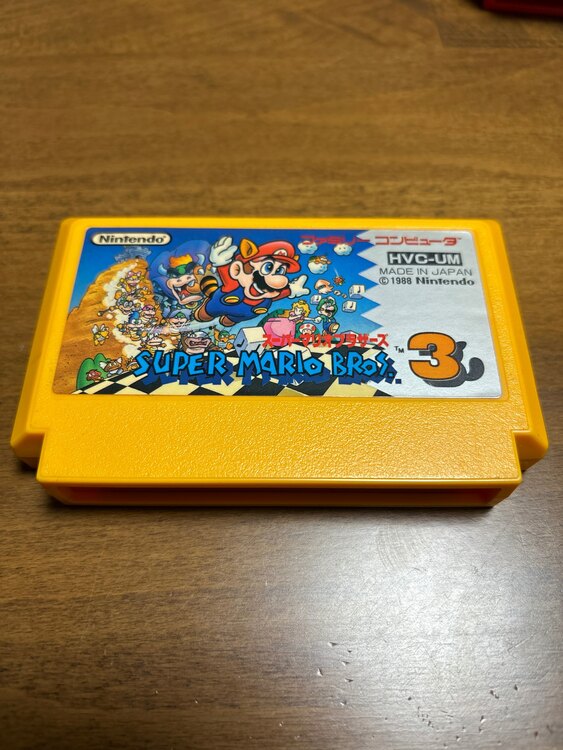 Nintendo
ファミリー コンピュータ
HVC-UM
MADE IN JAPAN
© 1988 Nintendo
スーパーマリオブラザーズ
SUPER MARIO BROS.™ 3